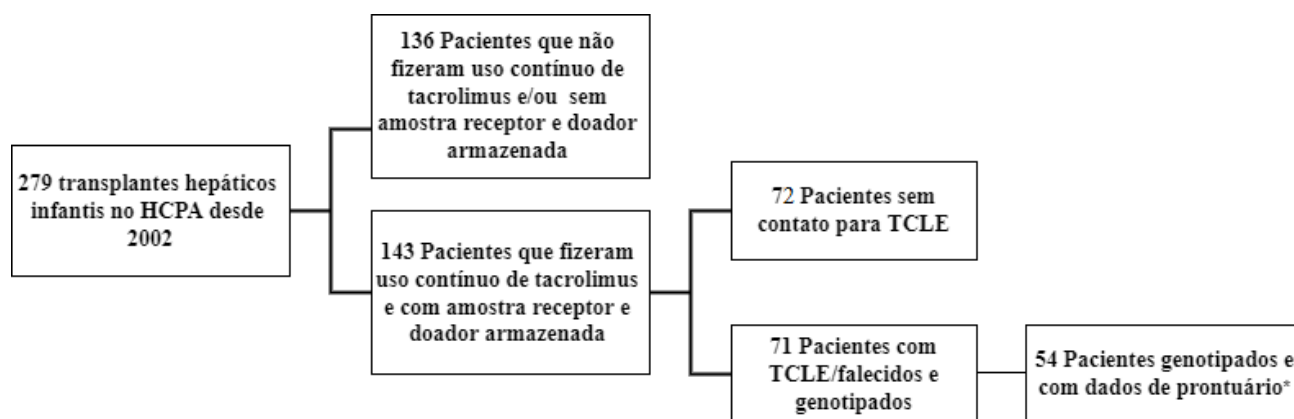 279 transplantes hepáticos
infantis no HCPA desde
2002
136 Pacientes que não
fizeram uso contínuo de
tacrolimus e/ou sem
amostra receptor e doador
armazenada
143 Pacientes que fizeram
uso contínuo de tacrolimus
e com amostra receptor e
doador armazenada
72 Pacientes sem
contato para TCLE
71 Pacientes com
TCLE/falecidos e
genotipados
54 Pacientes genotipados e
com dados de prontuário*